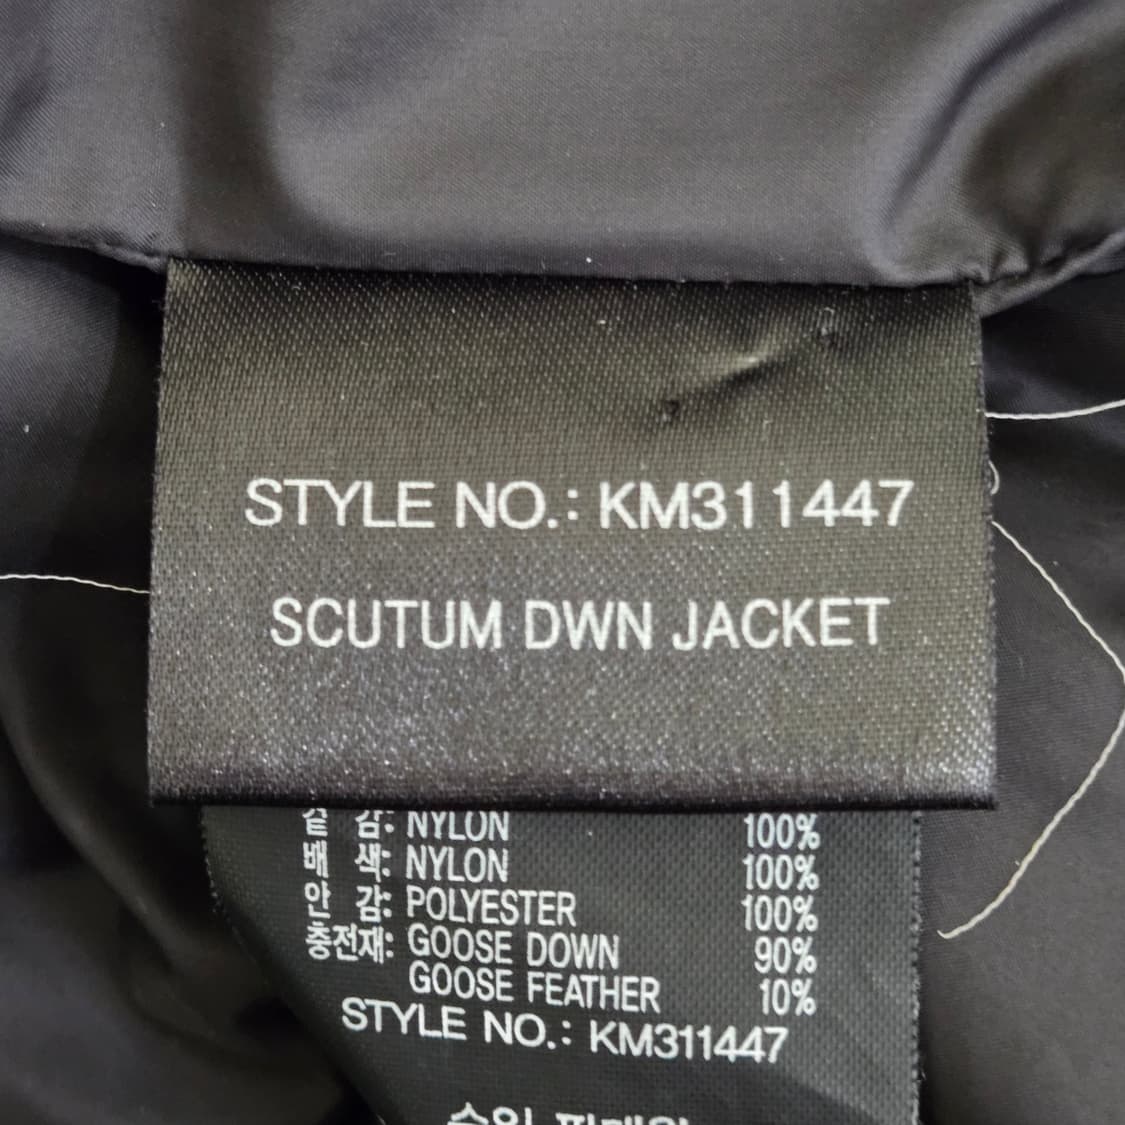 STYLE NO.: KM311447
SCUTUM DWN JACKET
겉 감: NYLON 100%
배 색: NYLON 100%
안 감: POLYESTER 100%
충전재: GOOSE DOWN 90%
GOOSE FEATHER 10%
STYLE NO.: KM311447